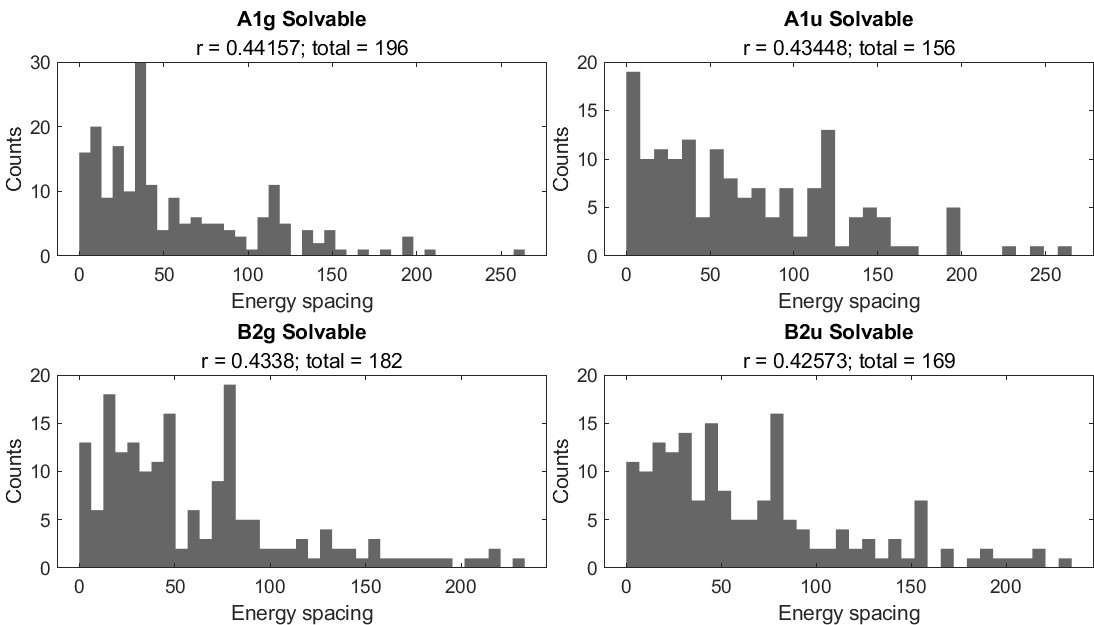 A1g Solvable
r = 0.44157; total = 196
30
20
10
0
Counts
0 50 100 150 200 250
Energy spacing
A1u Solvable
r = 0.43448; total = 156
20
15
10
5
0
Counts
0 50 100 150 200 250
Energy spacing
B2g Solvable
r = 0.4338; total = 182
20
15
10
5
0
Counts
0 50 100 150 200
Energy spacing
B2u Solvable
r = 0.42573; total = 169
20
15
10
5
0
Counts
0 50 100 150 200
Energy spacing